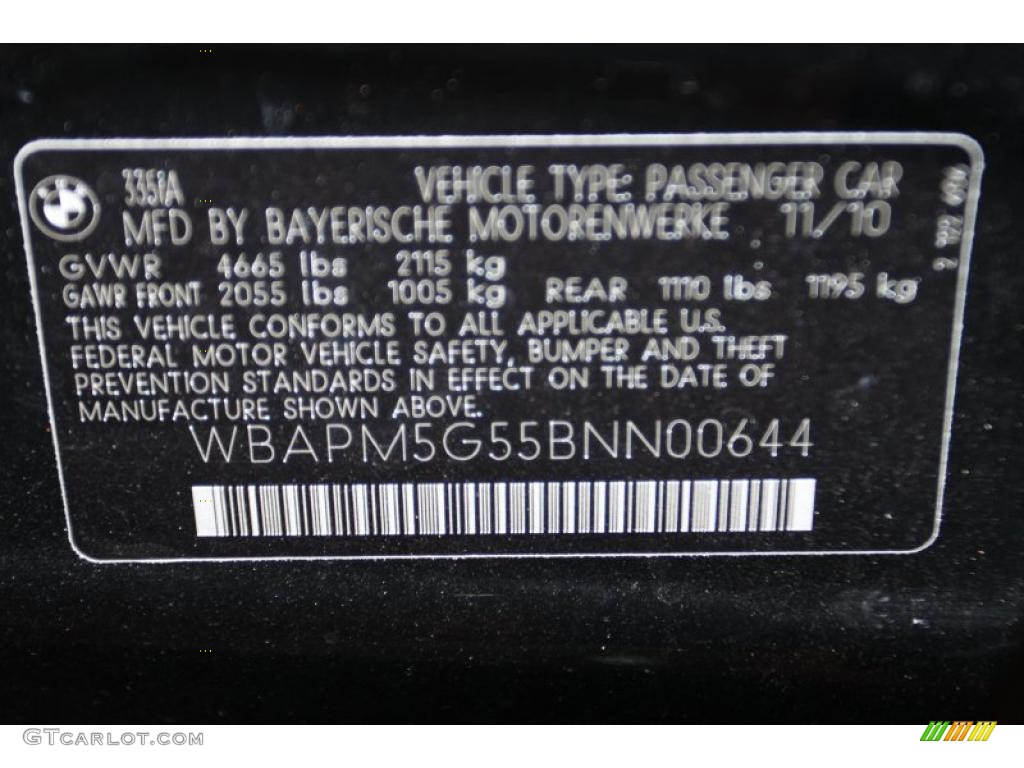 335iA VEHICLE TYPE: PASSENGER CAR
MFD BY BAYERISCHE MOTORENWERKE 11/10
GVWR 4665 lbs 2115 kg
GAWR FRONT 2055 lbs 1005 kg REAR 1110 lbs 1195 kg
THIS VEHICLE CONFORMS TO ALL APPLICABLE U.S.
FEDERAL MOTOR VEHICLE SAFETY, BUMPER AND THEFT
PREVENTION STANDARDS IN EFFECT ON THE DATE OF
MANUFACTURE SHOWN ABOVE.
WBAPM5G55BNN00644
GTCARLOT.COM